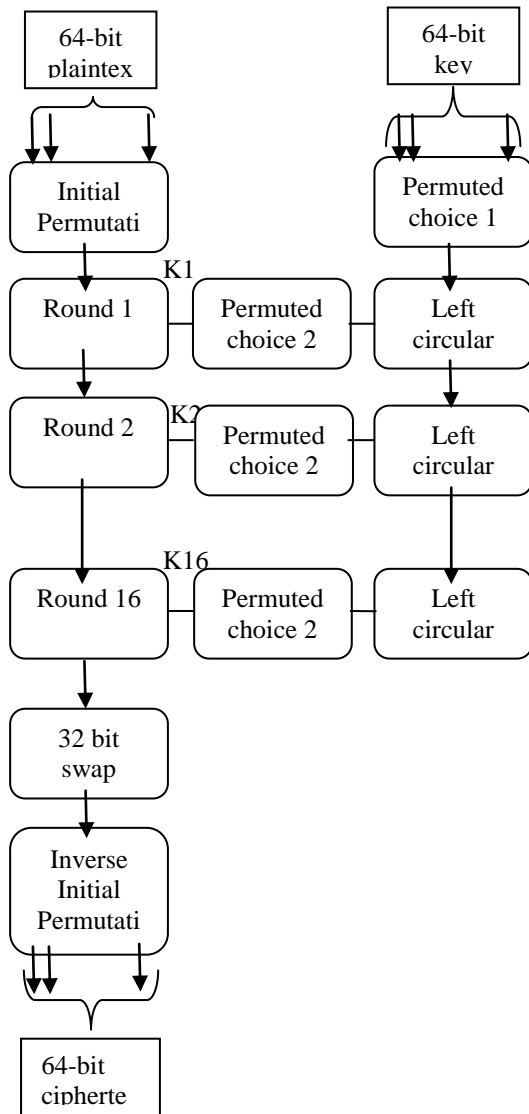 64-bit
plaintex
64-bit
key
Initial
Permutati
Permuted
choice 1
K1
Round 1
Permuted
choice 2
Left
circular
K2
Round 2
Permuted
choice 2
Left
circular
K16
Round 16
Permuted
choice 2
Left
circular
32 bit
swap
Inverse
Initial
Permutati
64-bit
cipherte